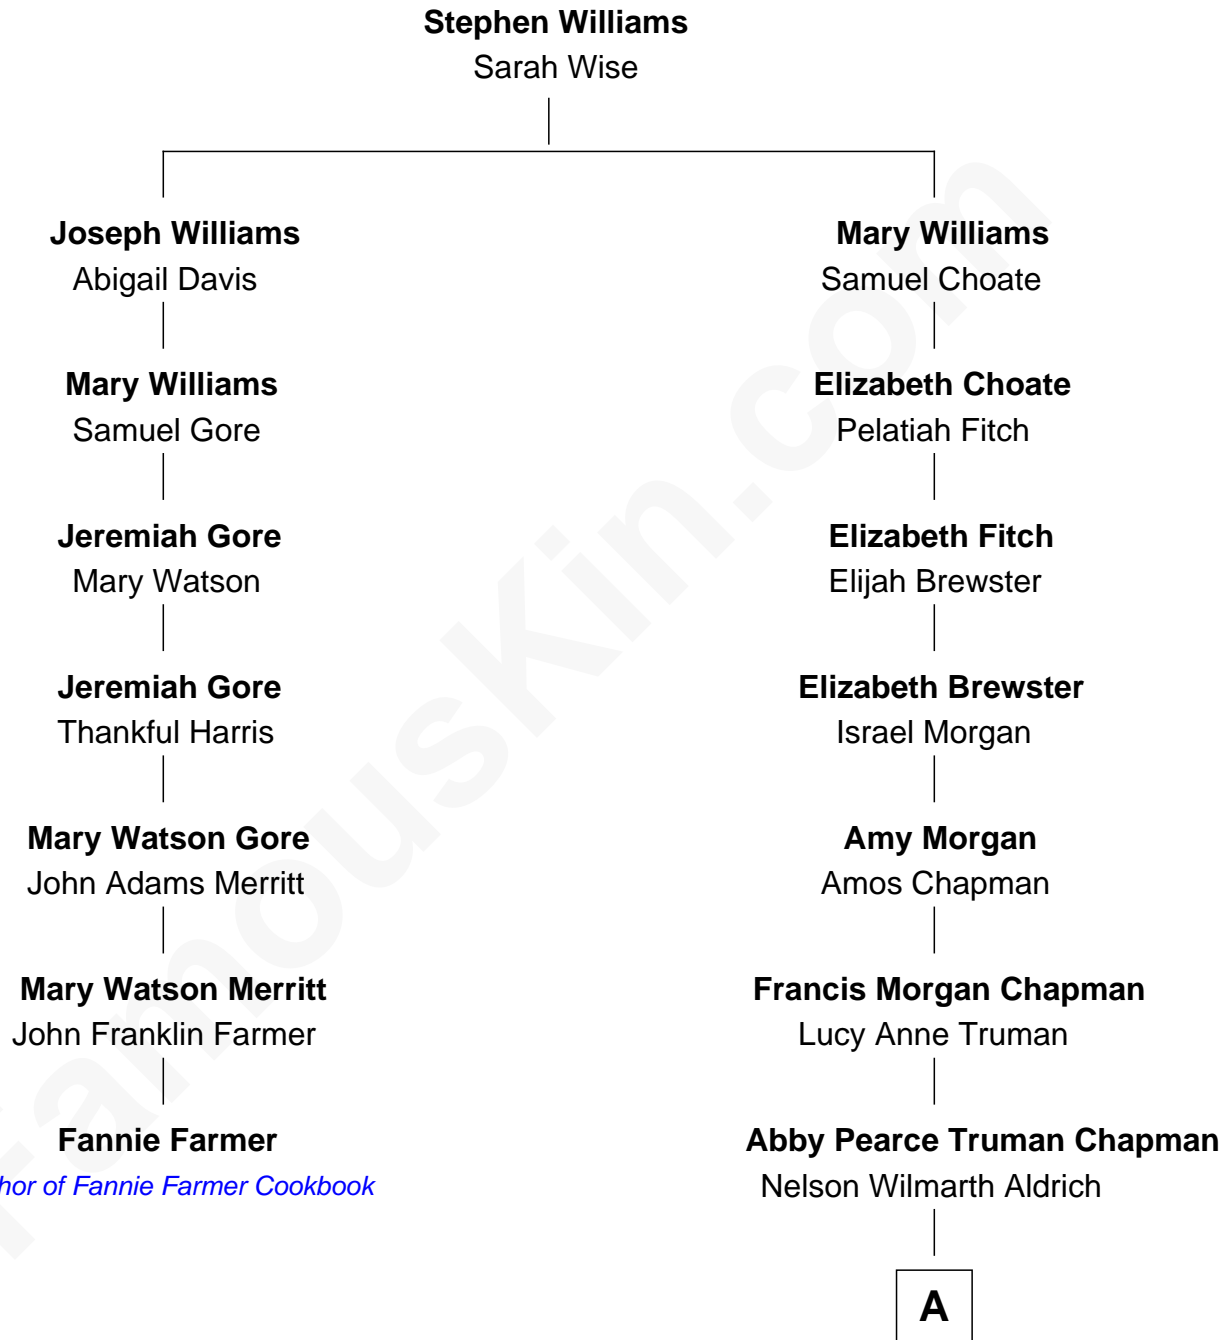 Stephen Williams
Sarah Wise
Joseph Williams
Abigail Davis
Mary Williams
Samuel Choate
Mary Williams
Samuel Gore
Elizabeth Choate
Pelatiah Fitch
Jeremiah Gore
Mary Watson
Elizabeth Fitch
Elijah Brewster
Jeremiah Gore
Thankful Harris
Elizabeth Brewster
Israel Morgan
Mary Watson Gore
John Adams Merritt
Amy Morgan
Amos Chapman
Mary Watson Merritt
John Franklin Farmer
Francis Morgan Chapman
Lucy Anne Truman
Fannie Farmer
hor of Fannie Farmer Cookbook
Abby Pearce Truman Chapman
Nelson Wilmarth Aldrich
A
FamousKin.com